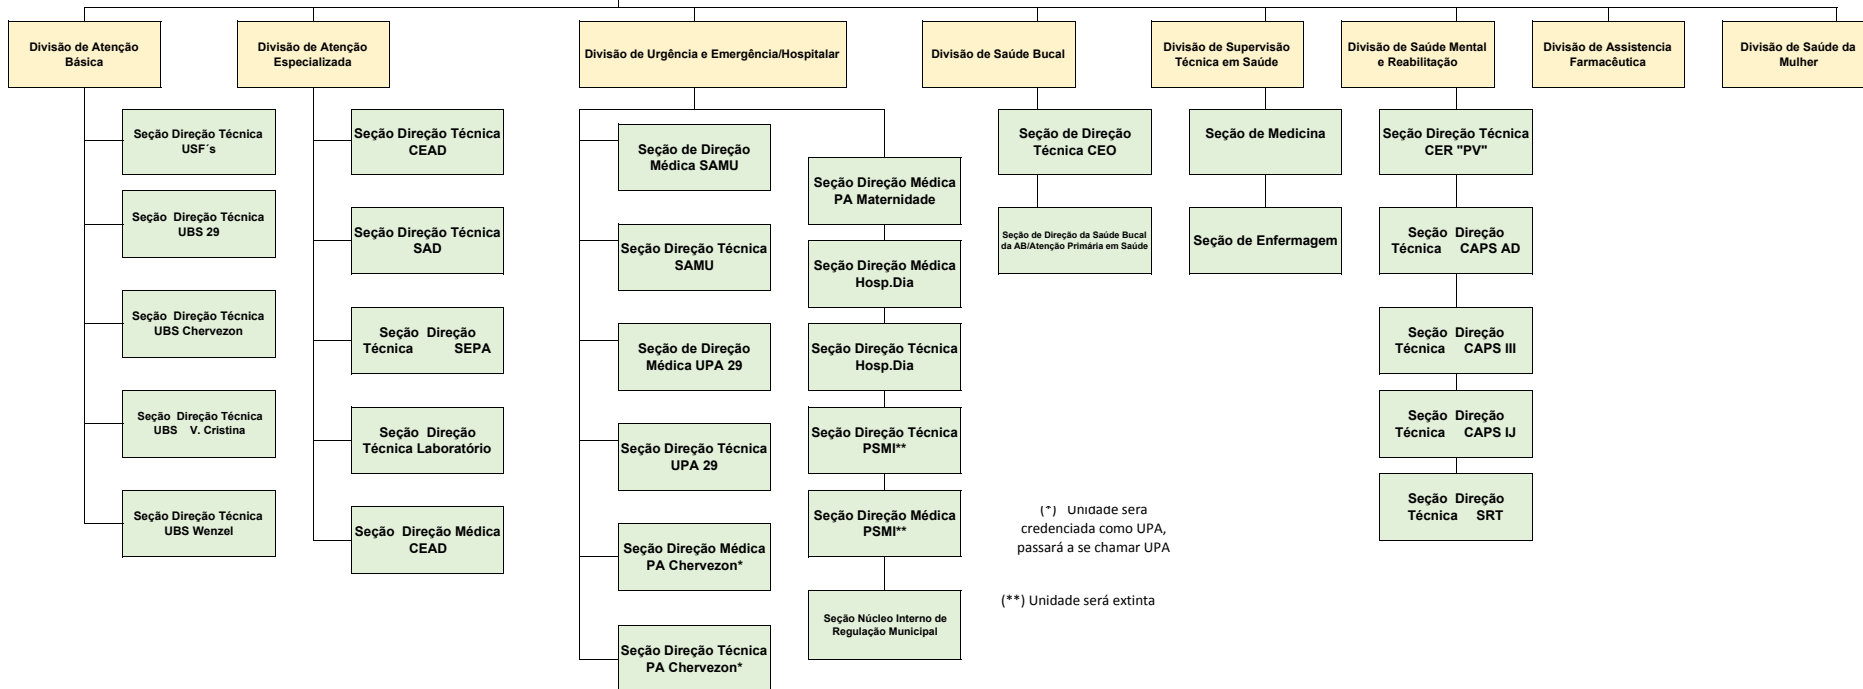 Divisão de Atenção
Básica
Divisão de Atenção
Especializada
Divisão de Urgência e Emergência/Hospitalar
Divisão de Saúde Bucal
Divisão de Supervisão
Técnica em Saúde
Divisão de Saúde Mental
e Reabilitação
Divisão de Assistencia
Farmacêutica
Divisão de Saúde da
Mulher
Seção Direção Técnica
USF´s
Seção Direção Técnica
UBS 29
Seção Direção Técnica
UBS Chervezon
Seção Direção Técnica
UBS V. Cristina
Seção Direção Técnica
UBS Wenzel
Seção Direção Técnica
CEAD
Seção Direção Técnica
SAD
Seção Direção
Técnica SEPA
Seção Direção
Técnica Laboratório
Seção Direção Médica
CEAD
Seção de Direção
Médica SAMU
Seção Direção Técnica
SAMU
Seção de Direção
Médica UPA 29
Seção Direção Técnica
UPA 29
Seção Direção Médica
PA Chervezon*
Seção Direção Técnica
PA Chervezon*
Seção Direção Médica
PA Maternidade
Seção Direção Médica
Hosp.Dia
Seção Direção Técnica
Hosp.Dia
Seção Direção Técnica
PSMI**
Seção Direção Médica
PSMI**
Seção Núcleo Interno de
Regulação Municipal
Seção de Direção
Técnica CEO
Seção de Direção da Saúde Bucal
da AB/Atenção Primária em Saúde
Seção de Medicina
Seção de Enfermagem
Seção Direção Técnica
CER "PV"
Seção Direção
Técnica CAPS AD
Seção Direção
Técnica CAPS III
Seção Direção
Técnica CAPS IJ
Seção Direção
Técnica SRT
(*) Unidade será
credenciada como UPA,
passará a se chamar UPA
(**) Unidade será extinta